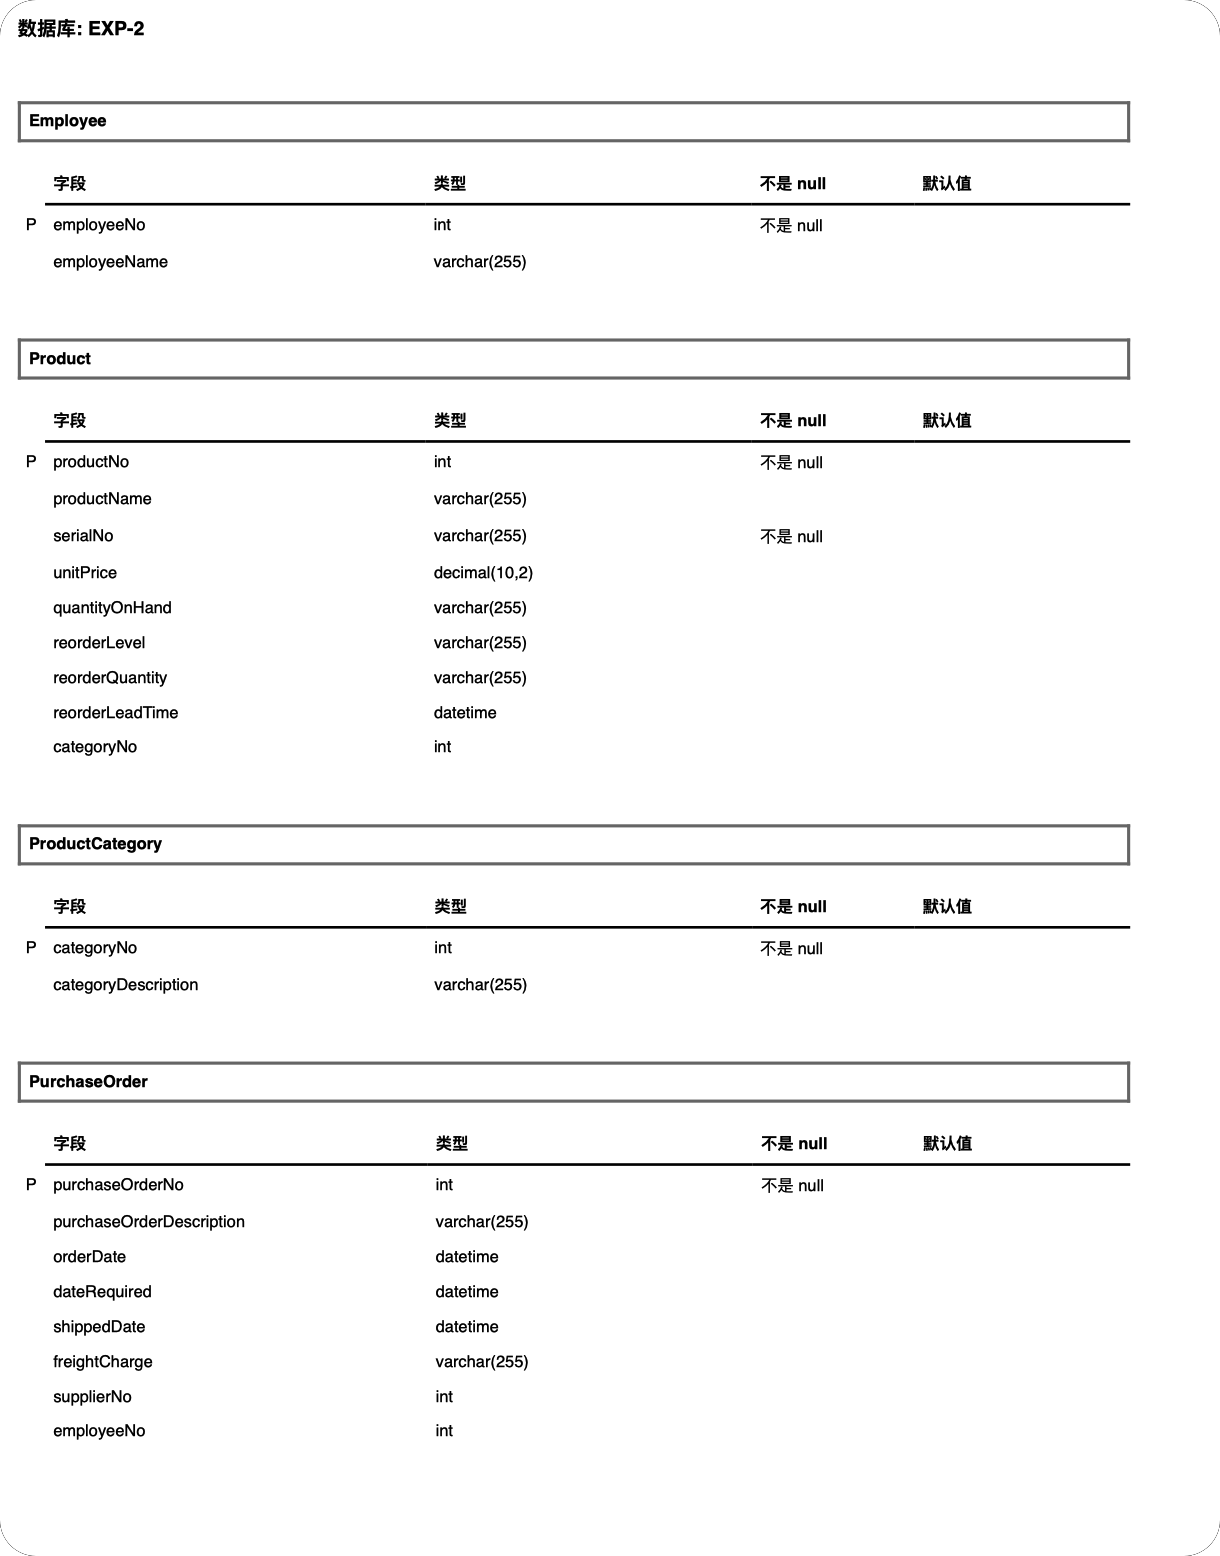 数据库: EXP-2
Employee
字段 类型 不是 null 默认值
P employeeNo int 不是 null
employeeName varchar(255)
Product
字段 类型 不是 null 默认值
P productNo int 不是 null
productName varchar(255)
serialNo varchar(255) 不是 null
unitPrice decimal(10,2)
quantityOnHand varchar(255)
reorderLevel varchar(255)
reorderQuantity varchar(255)
reorderLeadTime datetime
categoryNo int
ProductCategory
字段 类型 不是 null 默认值
P categoryNo int 不是 null
categoryDescription varchar(255)
PurchaseOrder
字段 类型 不是 null 默认值
P purchaseOrderNo int 不是 null
purchaseOrderDescription varchar(255)
orderDate datetime
dateRequired datetime
shippedDate datetime
freightCharge varchar(255)
supplierNo int
employeeNo int